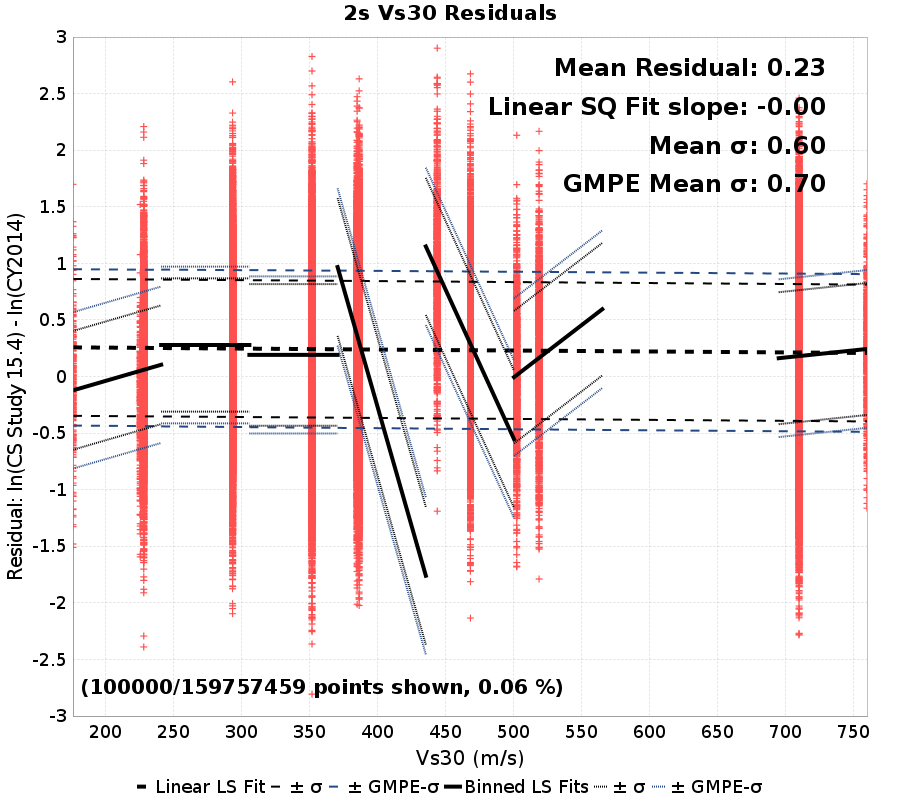 2s Vs30 Residuals
Mean Residual: 0.23
Linear SQ Fit slope: -0.00
Mean σ: 0.60
GMPE Mean σ: 0.70
3
2.5
2
1.5
1
0.5
0
-0.5
-1
-1.5
-2
-2.5
-3
Residual: ln(CS Study 15.4) - ln(CY2014)
(100000/159757459 points shown, 0.06 %)
200 250 300 350 400 450 500 550 600 650 700 750
Vs30 (m/s)
Linear LS Fit ± σ ± GMPE-σ Binned LS Fits ± σ ± GMPE-σ